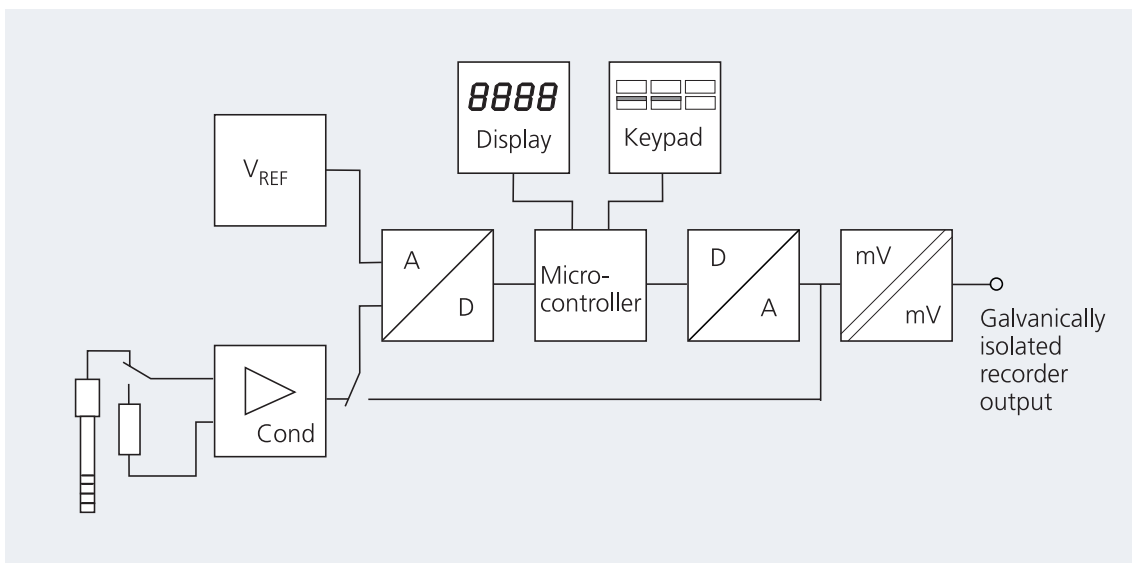 8888
Display
Keypad
V_REF
A
D
Micro-
controller
D
A
mV
mV
Galvanically
isolated
recorder
output
Cond